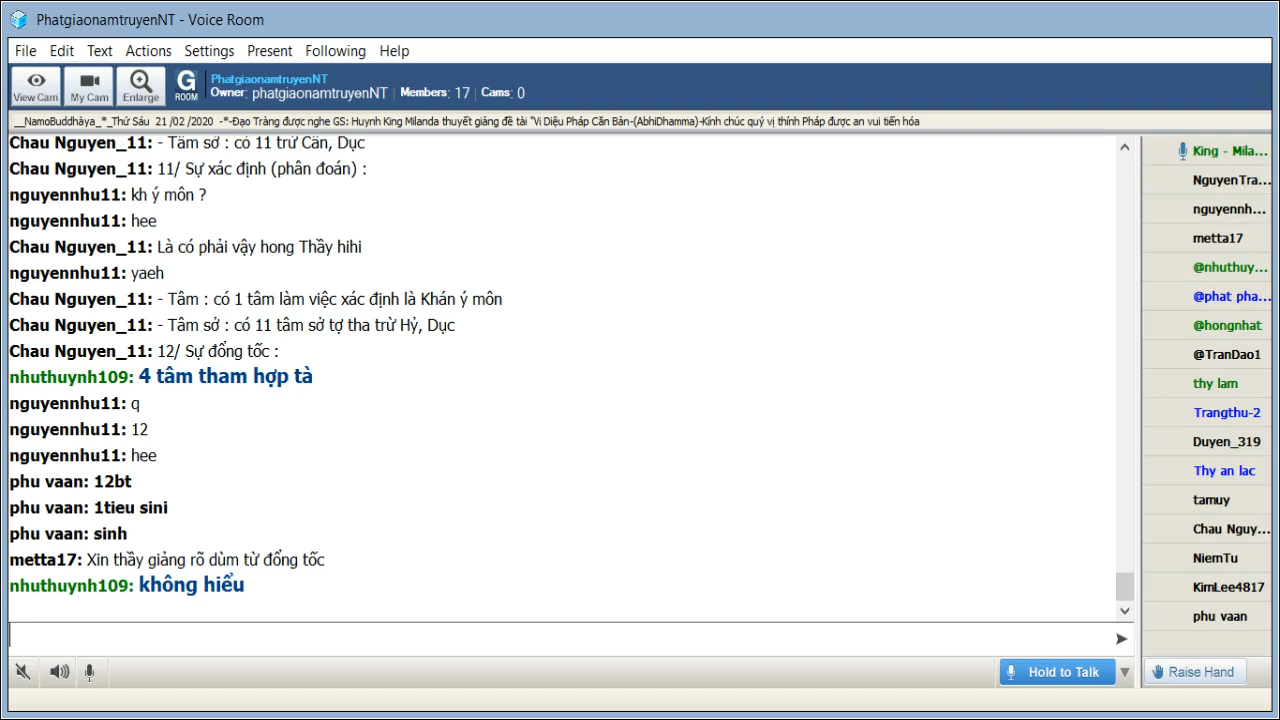 PhatgiaonamtruyenNT - Voice Room
File Edit Text Actions Settings Present Following Help
View Cam My Cam Enlarge G ROOM
PhatgiaonamtruyenNT
Owner: phatgiaonamtruyenNT Members: 17 Cams: 0
__NamoBuddhàya_*_Thứ Sáu 21 /02 /2020 -*-Đạo Tràng được nghe GS: Huynh King Milanda thuyết giảng đề tài "Vi Diệu Pháp Căn Bản-(AbhiDhamma)-Kính chúc quý vị thính Pháp được an vui tiến hóa
Chau Nguyen_11: - Tâm sở : có 11 trừ Cần, Dục
Chau Nguyen_11: 11/ Sự xác định (phân đoán) :
nguyennhu11: kh ý môn ?
nguyennhu11: hee
Chau Nguyen_11: Là có phải vậy hong Thầy hihi
nguyennhu11: yaeh
Chau Nguyen_11: - Tâm : có 1 tâm làm việc xác định là Khán ý môn
Chau Nguyen_11: - Tâm sở : có 11 tâm sở tợ tha trừ Hỷ, Dục
Chau Nguyen_11: 12/ Sự đổng tốc :
nhuthuynh109: 4 tâm tham hợp tà
nguyennhu11: q
nguyennhu11: 12
nguyennhu11: hee
phu vaan: 12bt
phu vaan: 1tieu sini
phu vaan: sinh
metta17: Xin thầy giảng rõ dùm từ đổng tốc
nhuthuynh109: không hiểu
King - Mila...
NguyenTra...
nguyennh...
metta17
@nhuthuy...
@phat pha...
@hongnhat
@TranDao1
thy lam
Trangthu-2
Duyen_319
Thy an lac
tamuy
Chau Nguy...
NiemTu
KimLee4817
phu vaan
Hold to Talk
Raise Hand